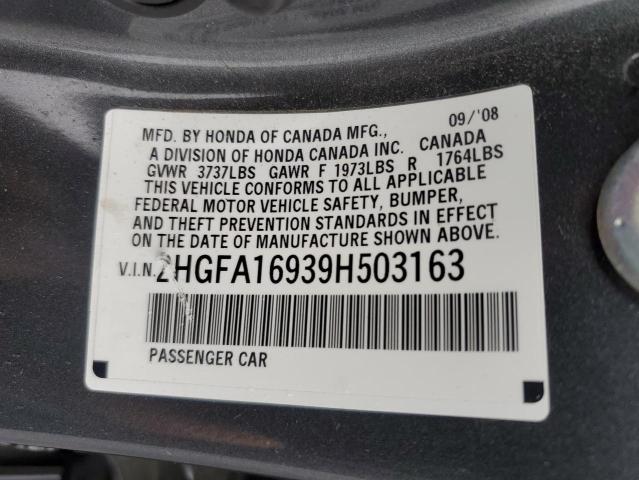 09/'08
MFD. BY HONDA OF CANADA MFG.,
A DIVISION OF HONDA CANADA INC. CANADA
GVWR 3737LBS GAWR F 1973LBS R 1764LBS
THIS VEHICLE CONFORMS TO ALL APPLICABLE
FEDERAL MOTOR VEHICLE SAFETY, BUMPER,
AND THEFT PREVENTION STANDARDS IN EFFECT
ON THE DATE OF MANUFACTURE SHOWN ABOVE.
V.I.N. 2HGFA16939H503163
PASSENGER CAR